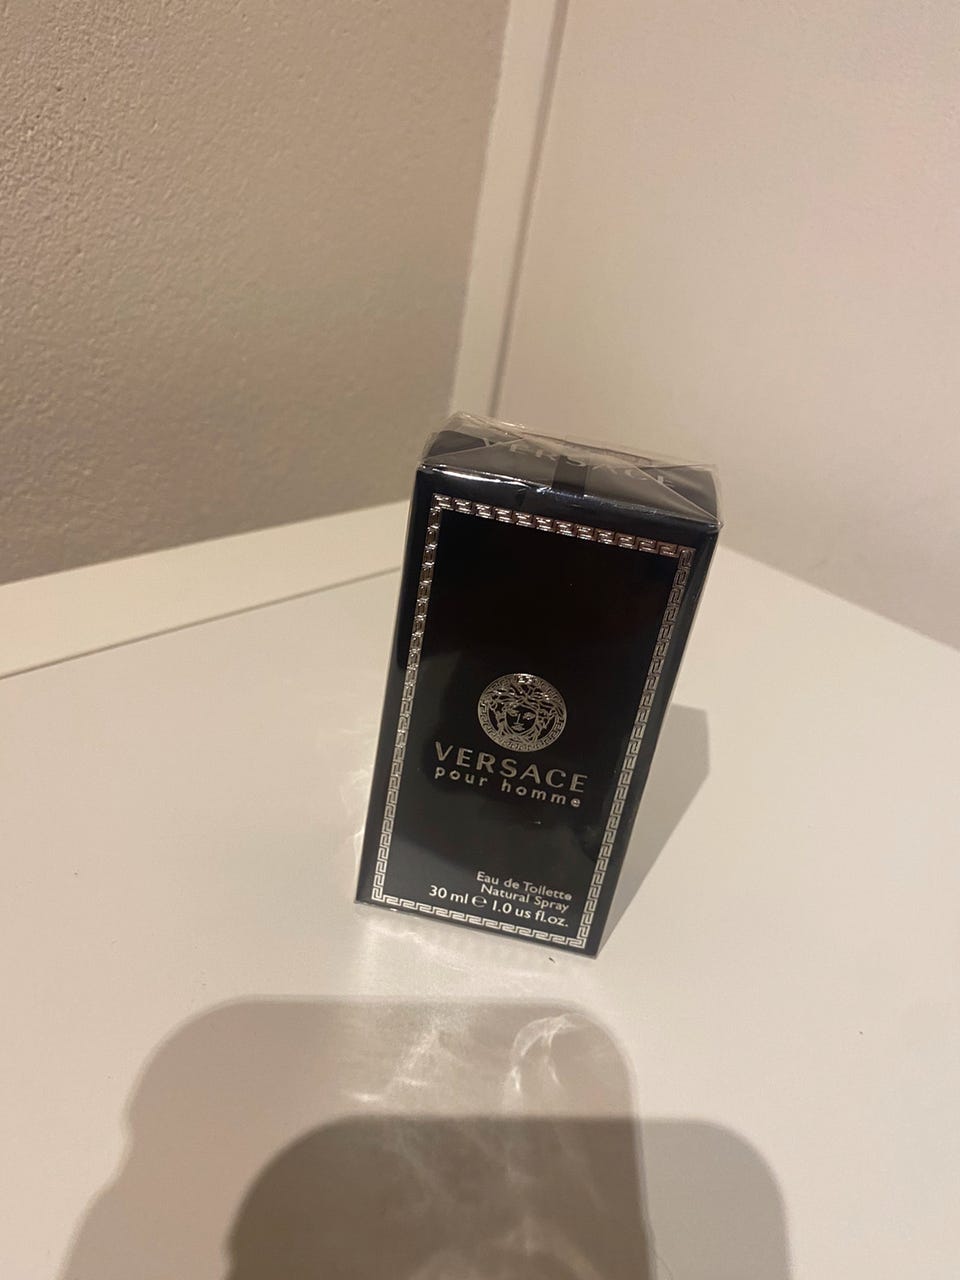 VERSACE
VERSACE
pour homme
Eau de Toilette
Natural Spray
30 ml ℮ 1.0 us fl.oz.